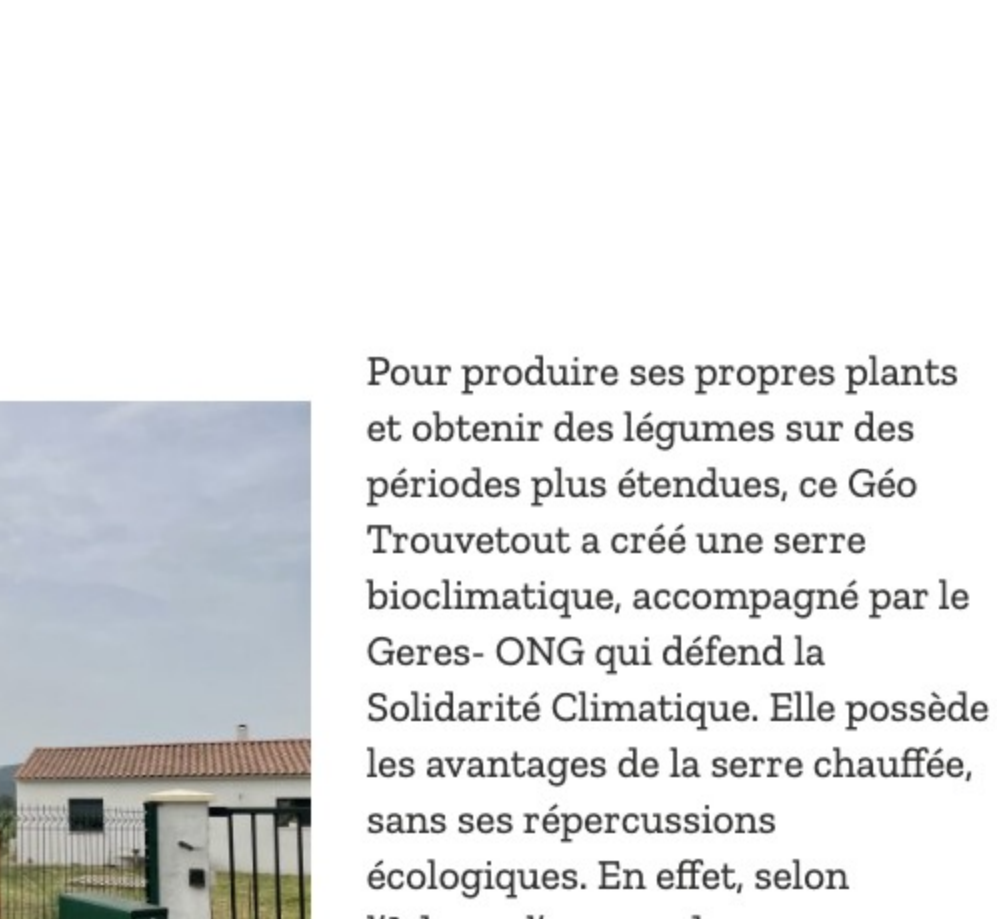 Pour produire ses propres plants
et obtenir des légumes sur des
périodes plus étendues, ce Géo
Trouvetout a créé une serre
bioclimatique, accompagné par le
Geres- ONG qui défend la
Solidarité Climatique. Elle possède
les avantages de la serre chauffée,
sans ses répercussions
écologiques. En effet, selon